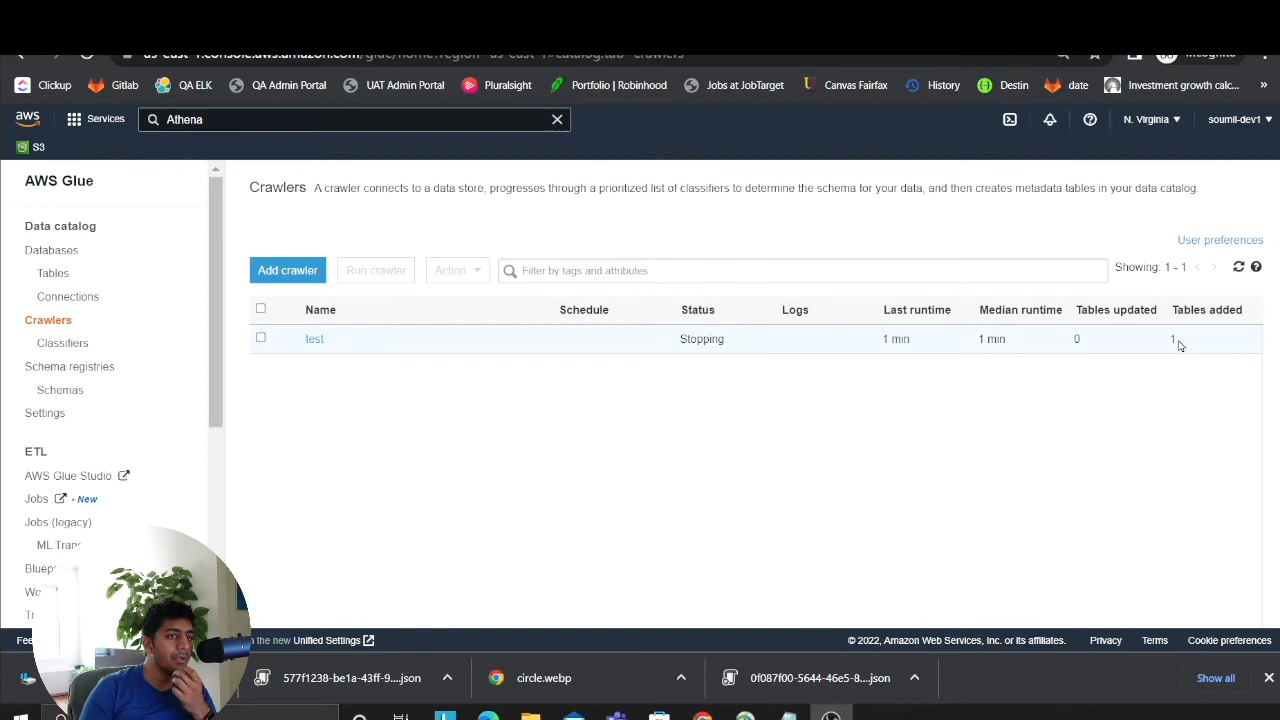 Clickup Gitlab QA ELK QA Admin Portal UAT Admin Portal Pluralsight Portfolio | Robinhood Jobs at JobTarget Canvas Fairfax History Destin date Investment growth calc... »
aws Services Athena N. Virginia soumil-dev1
S3
AWS Glue
Data catalog
Databases
Tables
Connections
Crawlers
Classifiers
Schema registries
Schemas
Settings
ETL
AWS Glue Studio
Jobs - New
Jobs (legacy)
ML
Crawlers A crawler connects to a data store, progresses through a prioritized list of classifiers to determine the schema for your data, and then creates metadata tables in your data catalog.
User preferences
Add crawler Run crawler Action Filter by tags and attributes Showing: 1 - 1
Name Schedule Status Logs Last runtime Median runtime Tables updated Tables added
test Stopping 1 min 1 min 0 1
the new Unified Settings © 2022, Amazon Web Services, Inc. or its affiliates. Privacy Terms Cookie preferences
577f1238-be1a-43ff-9....json circle.webp 0f087f00-5644-46e5-8....json Show all